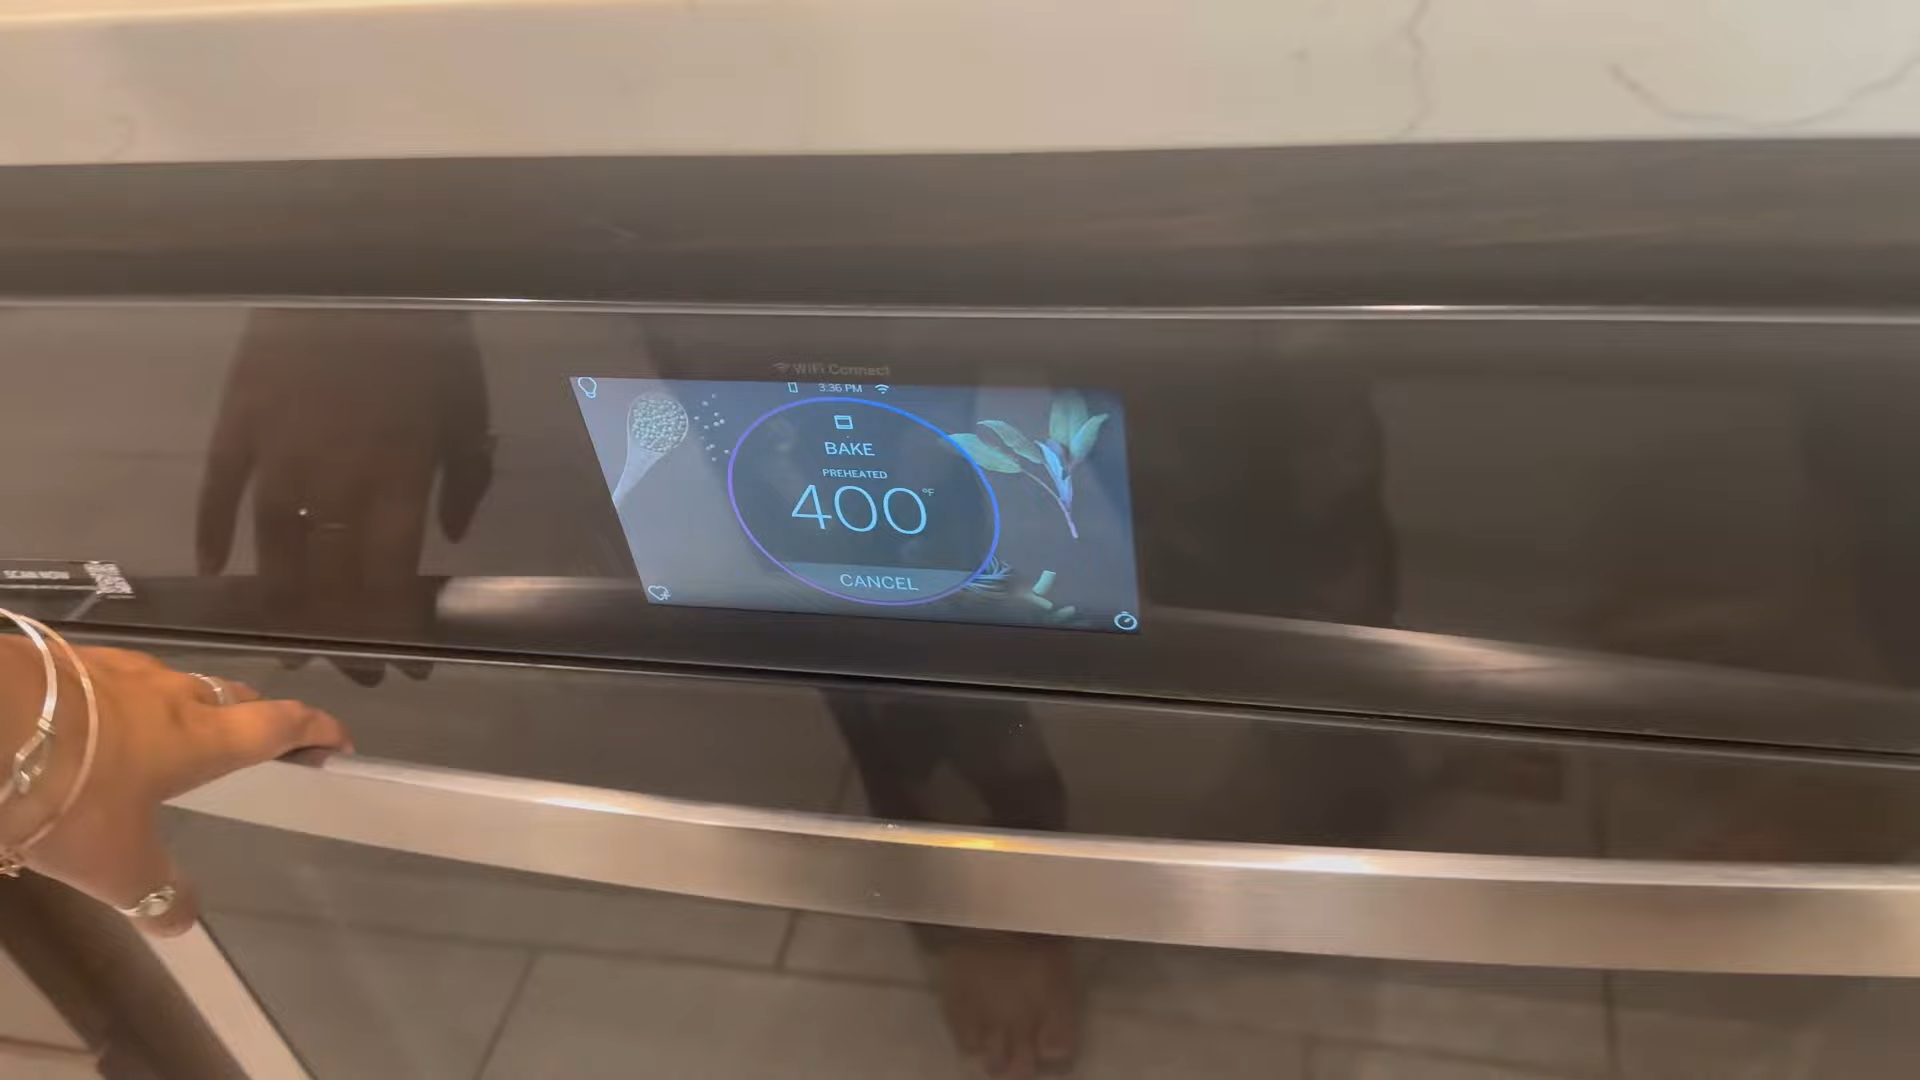 WiFi Connect
3:36 PM
BAKE
PREHEATED
400°F
CANCEL
SCAN NOW